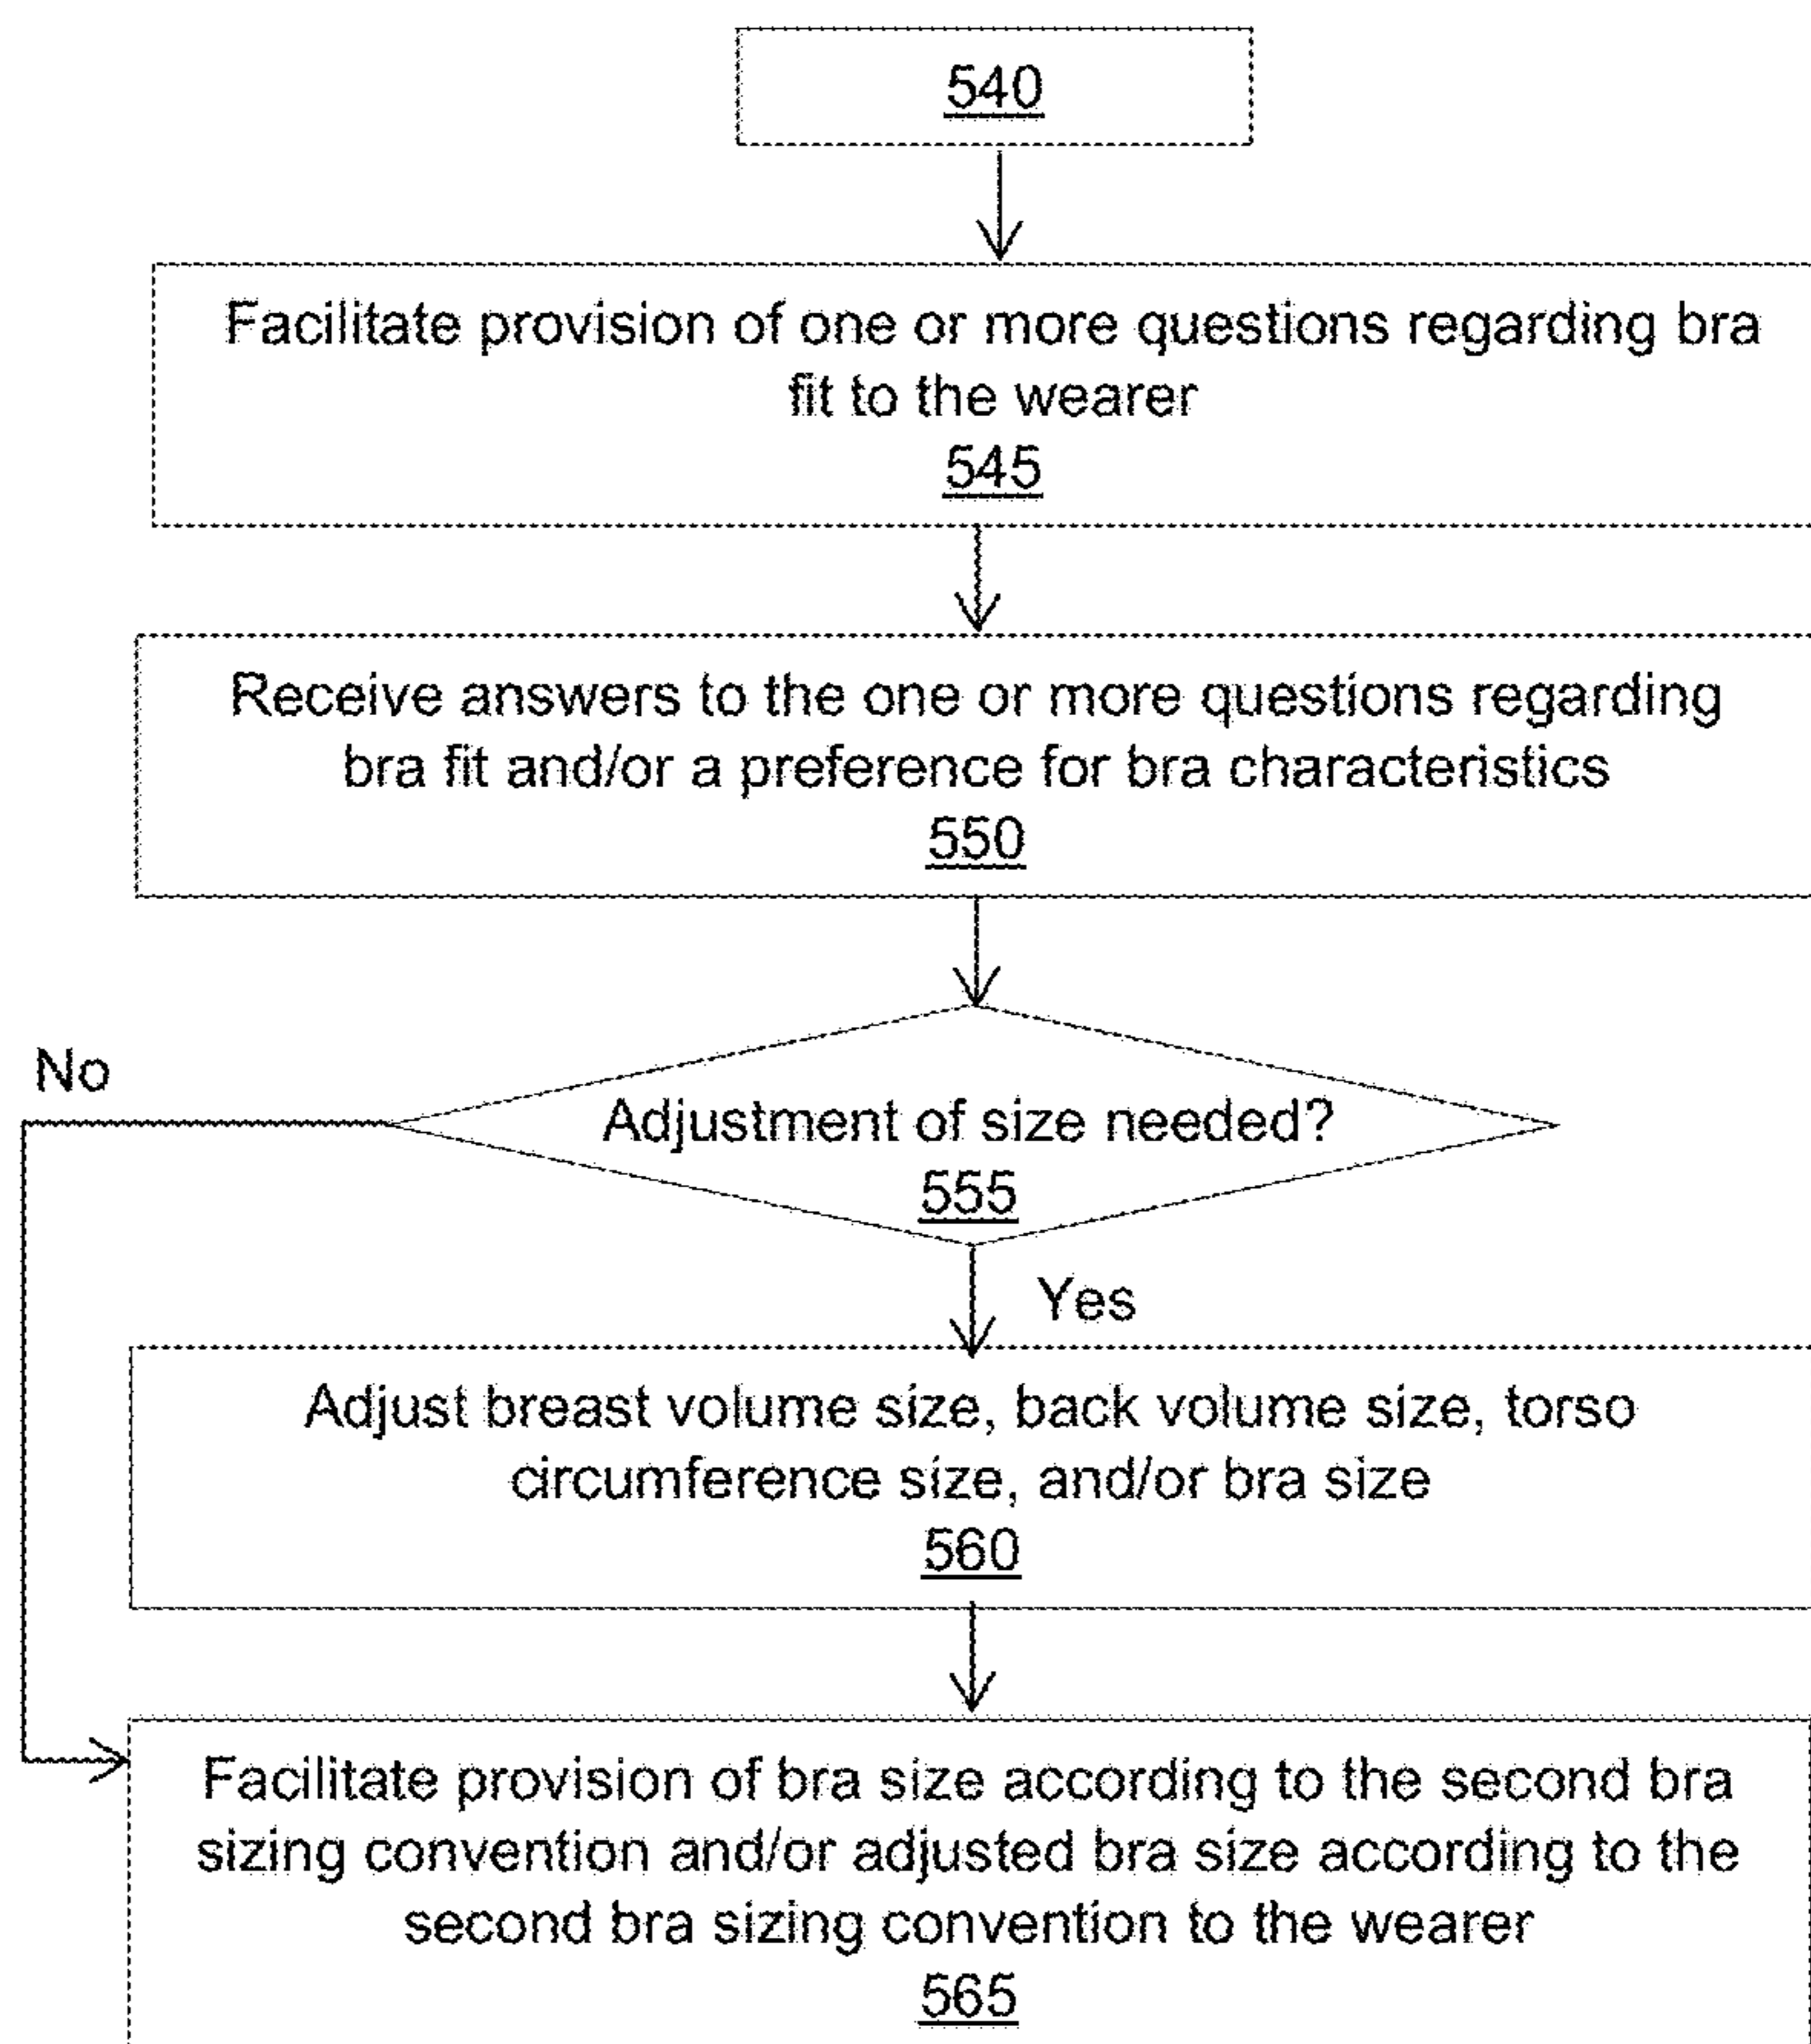 540
Facilitate provision of one or more questions regarding bra
fit to the wearer
545
Receive answers to the one or more questions regarding
bra fit and/or a preference for bra characteristics
550
No
Adjustment of size needed?
555
Yes
Adjust breast volume size, back volume size, torso
circumference size, and/or bra size
560
Facilitate provision of bra size according to the second bra
sizing convention and/or adjusted bra size according to the
second bra sizing convention to the wearer
565